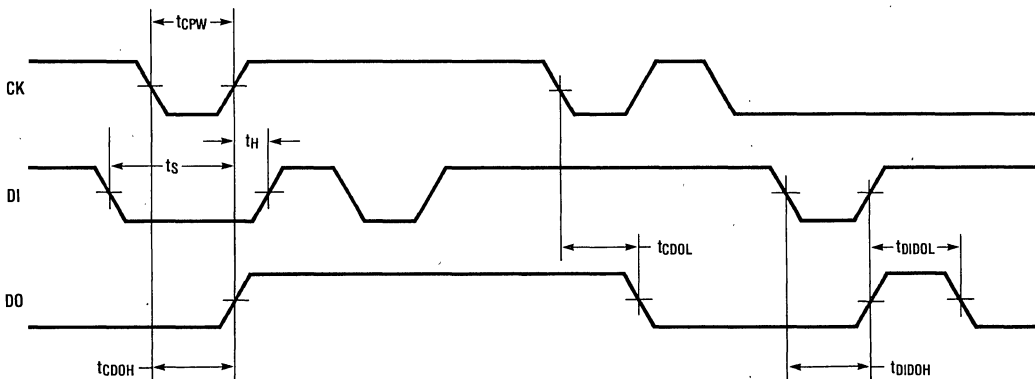 tCPW
CK
tH
tS
DI
tCDOL
tDIDOL
DO
tCDOH
tDIDOH